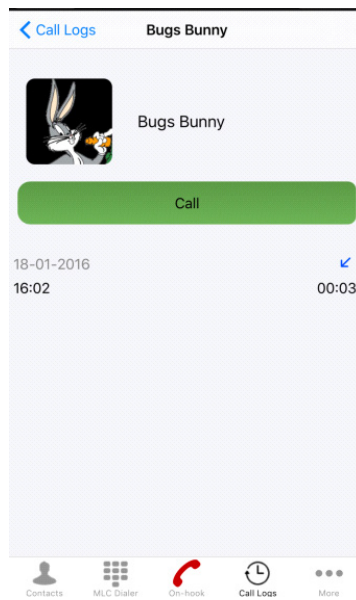 Call Logs Bugs Bunny
Bugs Bunny
Call
18-01-2016
16:02 00:03
Contacts MLC Dialer On-hook Call Logs More